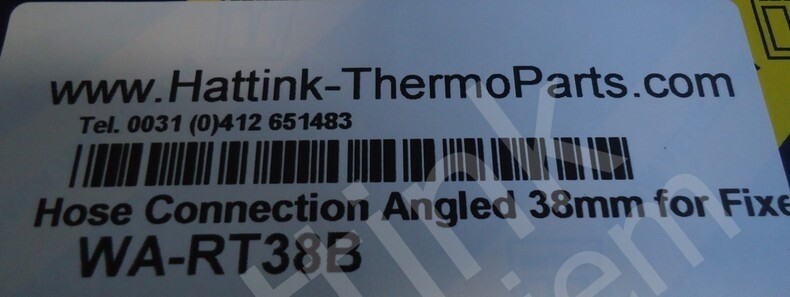 www.Hattink-ThermoParts.com
Tel. 0031 (0)412 651483
Hose Connection Angled 38mm for Fixe
WA-RT38B